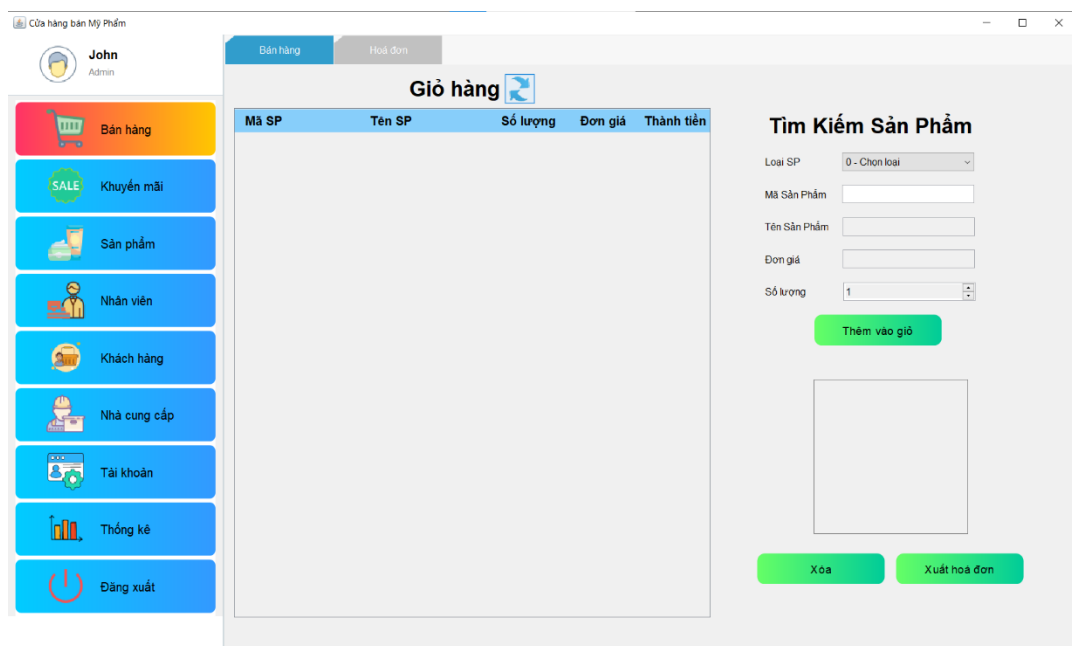 Cửa hàng bán Mỹ Phẩm
John
Admin
Bán hàng
SALE
Khuyến mãi
Sản phẩm
Nhân viên
Khách hàng
Nhà cung cấp
Tài khoản
Thống kê
Đăng xuất
Bán hàng
Hoá đơn
Giỏ hàng
Mã SP Tên SP Số lượng Đơn giá Thành tiền
Tìm Kiếm Sản Phẩm
Loại SP 0 - Chọn loại
Mã Sản Phẩm
Tên Sản Phẩm
Đơn giá
Số lượng 1
Thêm vào giỏ
Xóa
Xuất hoá đơn